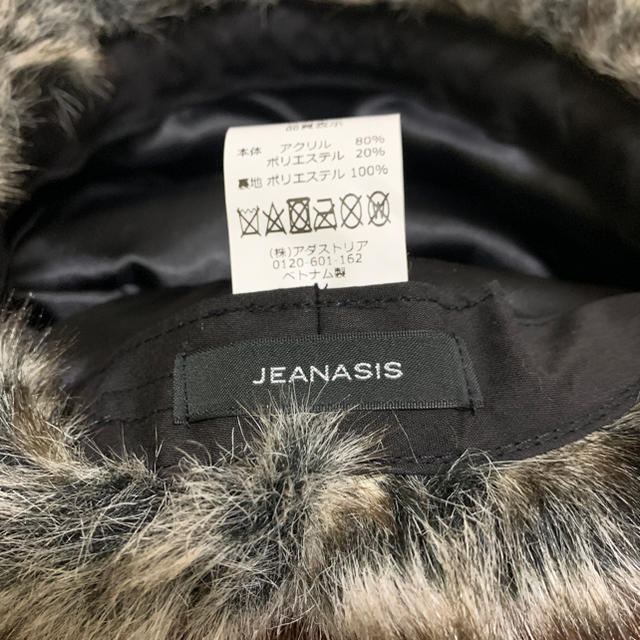 品質表示
本体 アクリル 80%
ポリエステル 20%
裏地 ポリエステル 100%
(株)アダストリア
0120-601-162
ベトナム製
JEANASIS